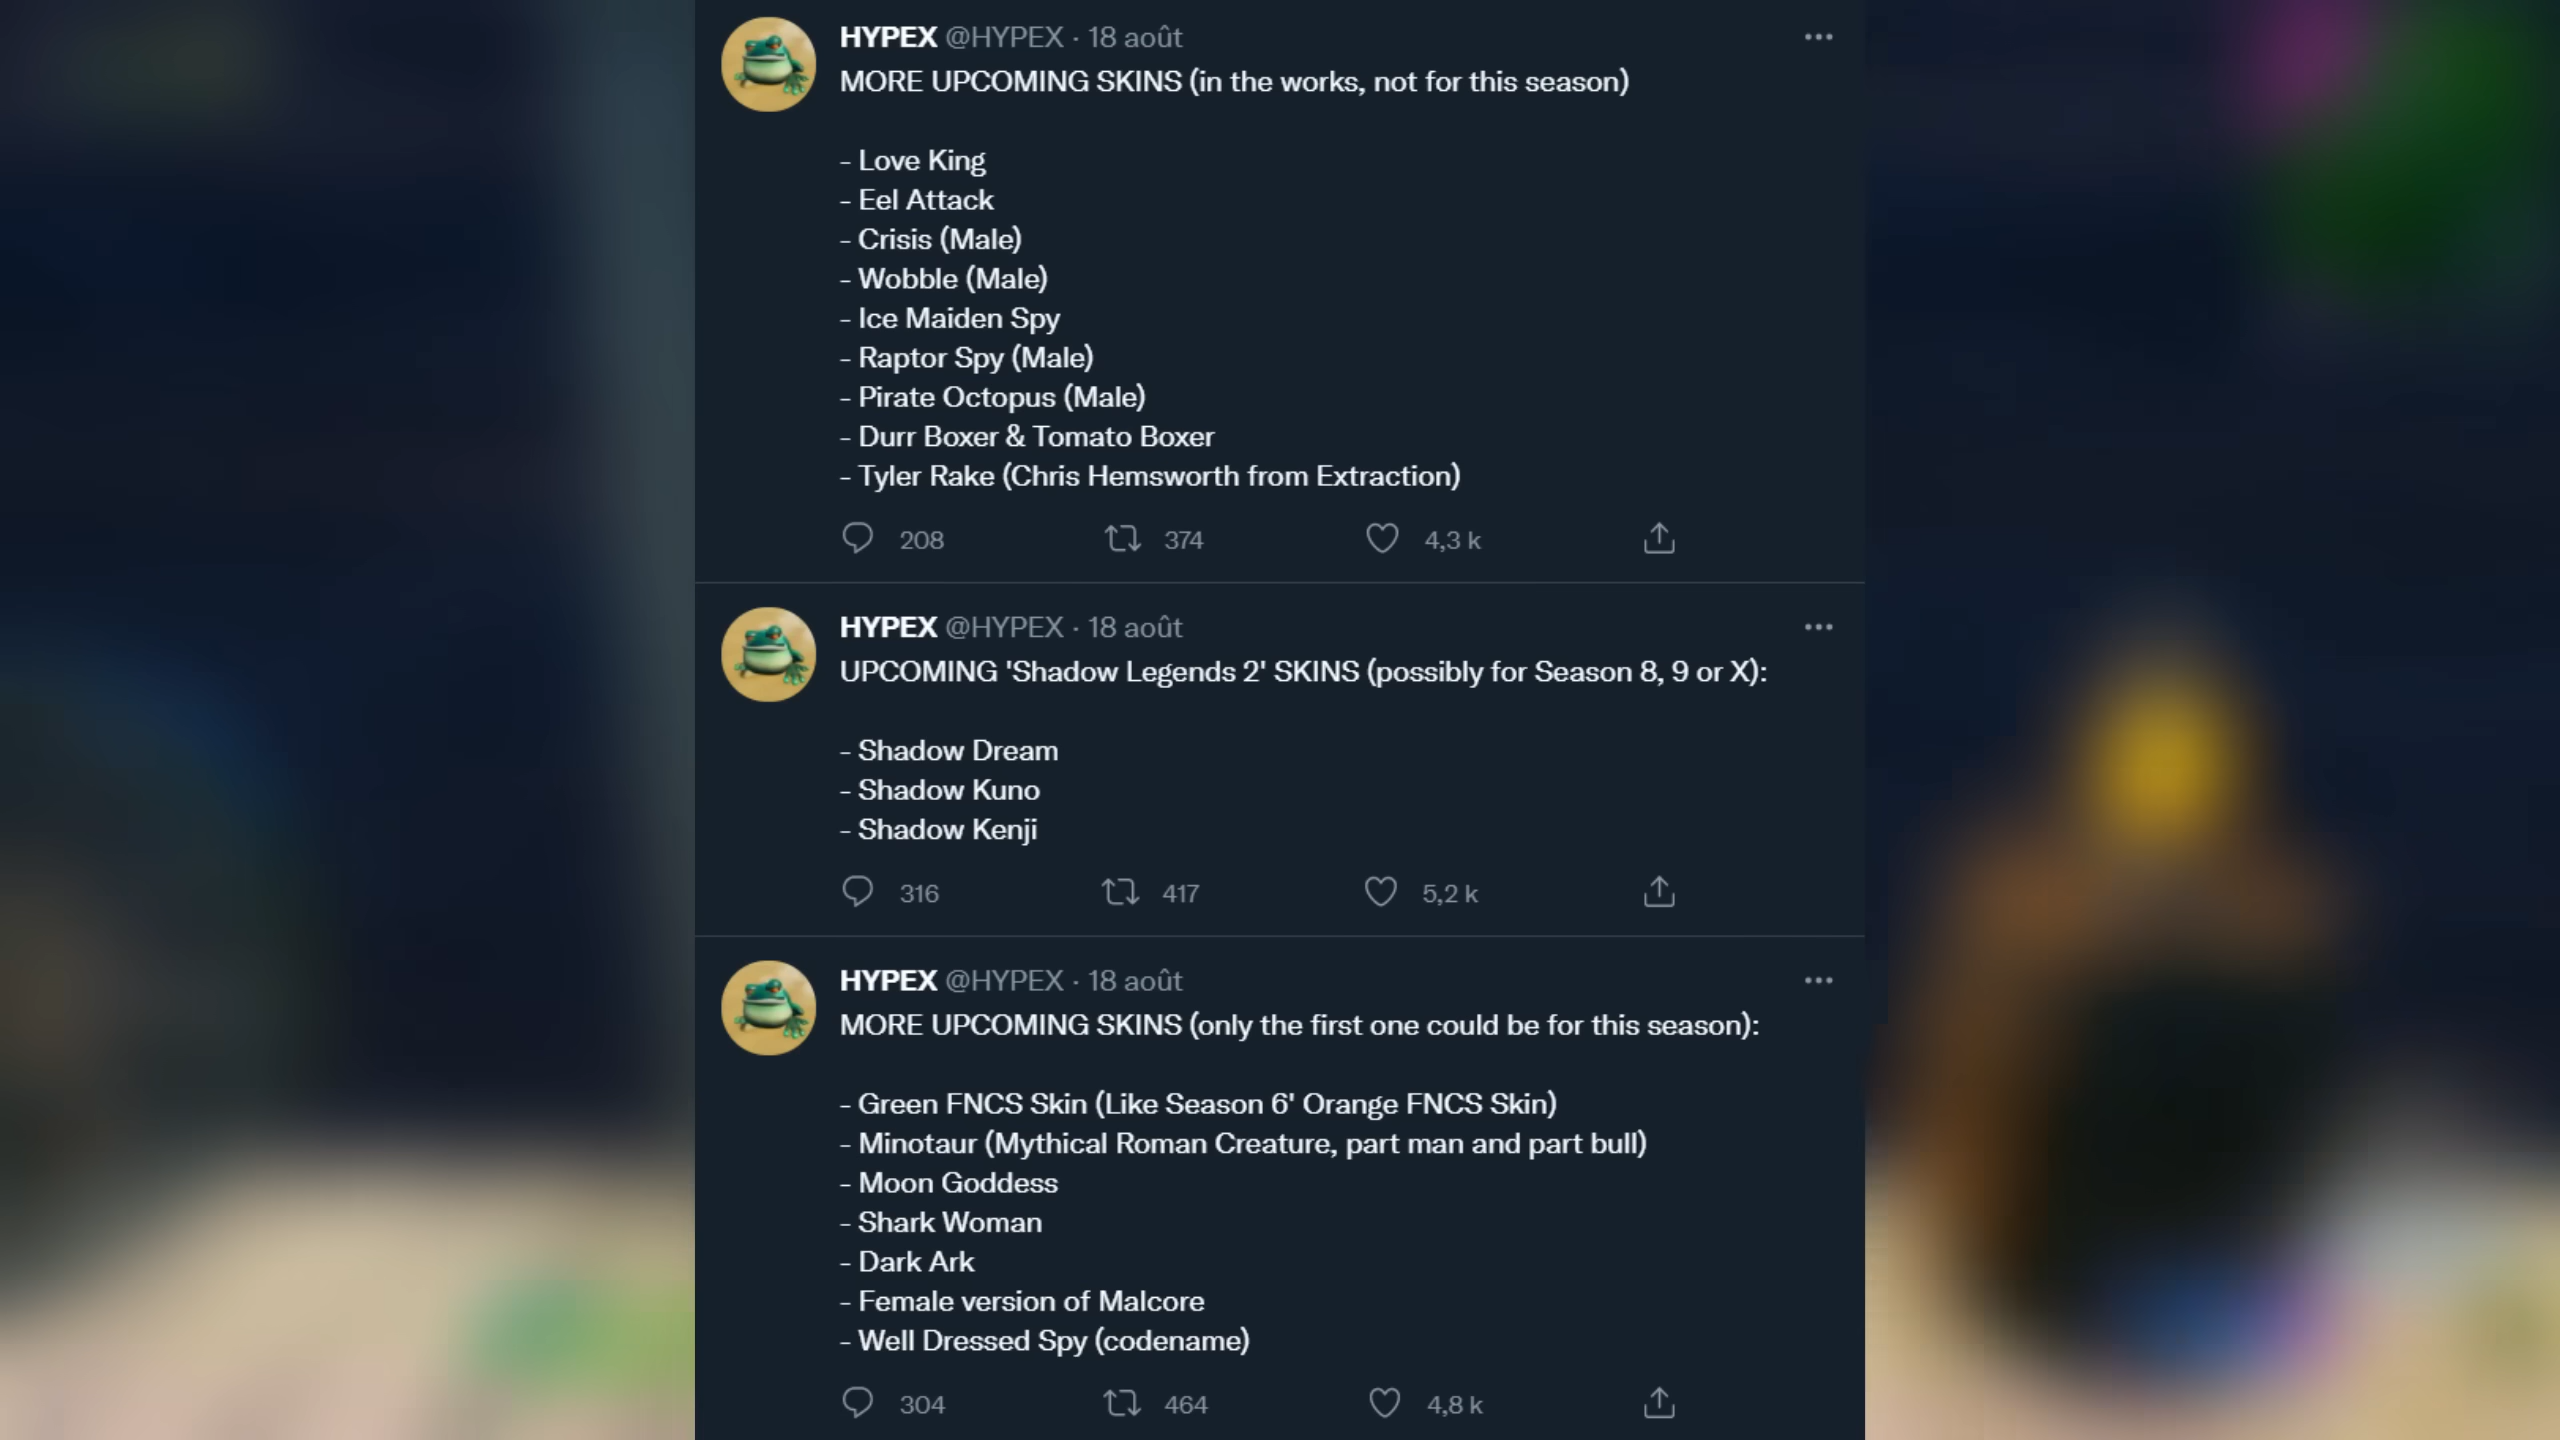 HYPEX @HYPEX · 18 août
MORE UPCOMING SKINS (in the works, not for this season)
- Love King
- Eel Attack
- Crisis (Male)
- Wobble (Male)
- Ice Maiden Spy
- Raptor Spy (Male)
- Pirate Octopus (Male)
- Durr Boxer & Tomato Boxer
- Tyler Rake (Chris Hemsworth from Extraction)
208 374 4,3 k
HYPEX @HYPEX · 18 août
UPCOMING 'Shadow Legends 2' SKINS (possibly for Season 8, 9 or X):
- Shadow Dream
- Shadow Kuno
- Shadow Kenji
316 417 5,2 k
HYPEX @HYPEX · 18 août
MORE UPCOMING SKINS (only the first one could be for this season):
- Green FNCS Skin (Like Season 6' Orange FNCS Skin)
- Minotaur (Mythical Roman Creature, part man and part bull)
- Moon Goddess
- Shark Woman
- Dark Ark
- Female version of Malcore
- Well Dressed Spy (codename)
304 464 4,8 k